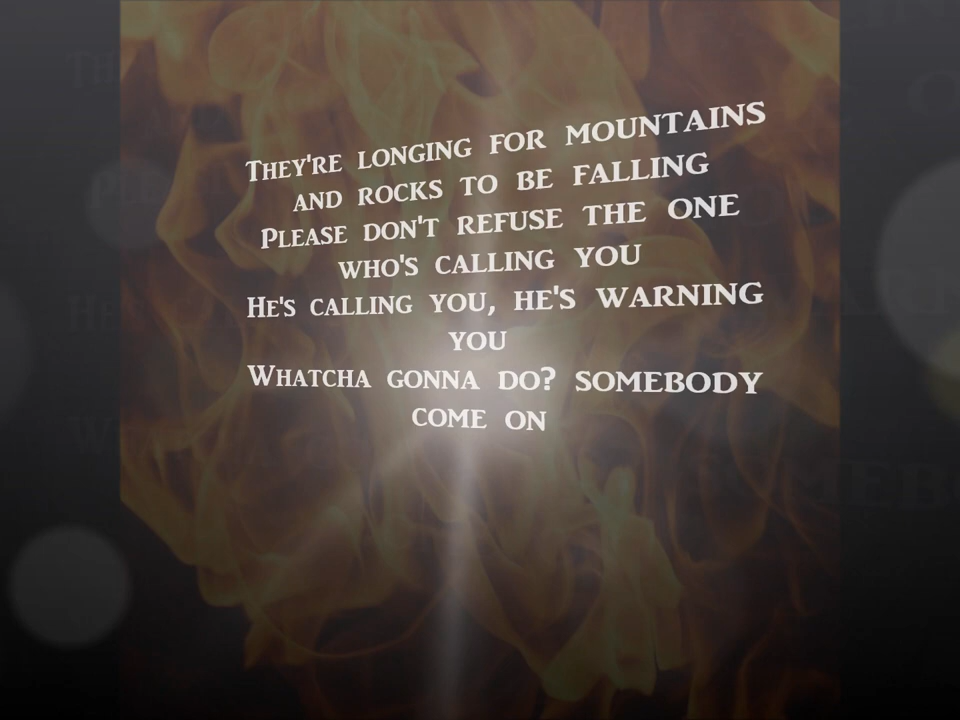 They're longing for mountains
and rocks to be falling
Please don't refuse the one
who's calling you
He's calling you, he's warning
you
Whatcha gonna do? somebody
come on